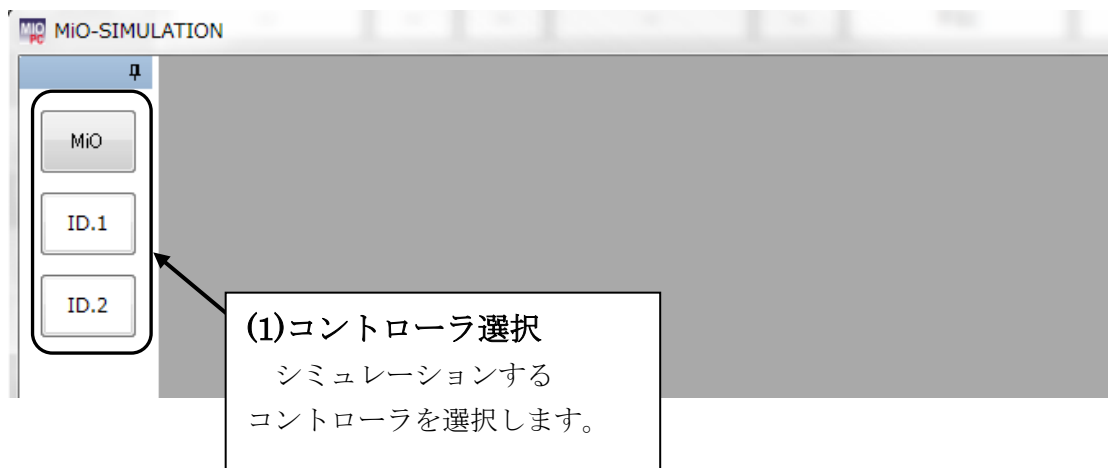 MiO PC MiO-SIMULATION
MiO
ID.1
ID.2
(1)コントローラ選択
シミュレーションする
コントローラを選択します。